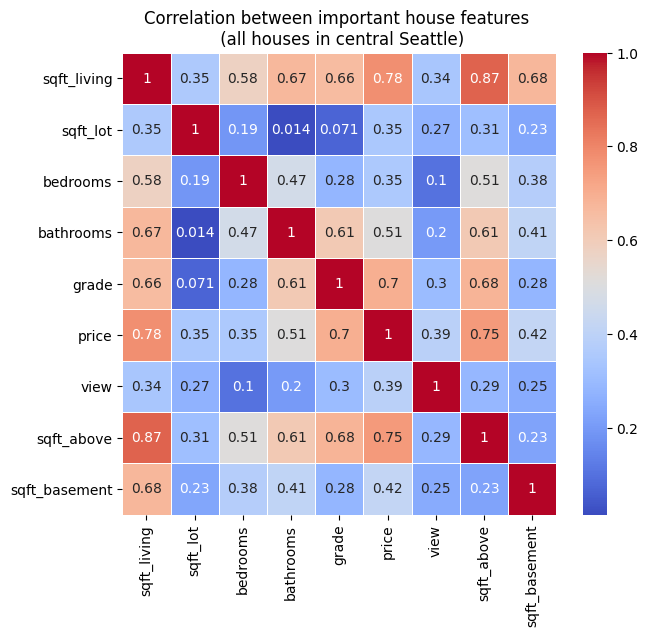 Correlation between important house features
(all houses in central Seattle)
sqft_living 1 0.35 0.58 0.67 0.66 0.78 0.34 0.87 0.68
sqft_lot 0.35 1 0.19 0.014 0.071 0.35 0.27 0.31 0.23
bedrooms 0.58 0.19 1 0.47 0.28 0.35 0.1 0.51 0.38
bathrooms 0.67 0.014 0.47 1 0.61 0.51 0.2 0.61 0.41
grade 0.66 0.071 0.28 0.61 1 0.7 0.3 0.68 0.28
price 0.78 0.35 0.35 0.51 0.7 1 0.39 0.75 0.42
view 0.34 0.27 0.1 0.2 0.3 0.39 1 0.29 0.25
sqft_above 0.87 0.31 0.51 0.61 0.68 0.75 0.29 1 0.23
sqft_basement 0.68 0.23 0.38 0.41 0.28 0.42 0.25 0.23 1
sqft_living
sqft_lot
bedrooms
bathrooms
grade
price
view
sqft_above
sqft_basement
1.0
0.8
0.6
0.4
0.2